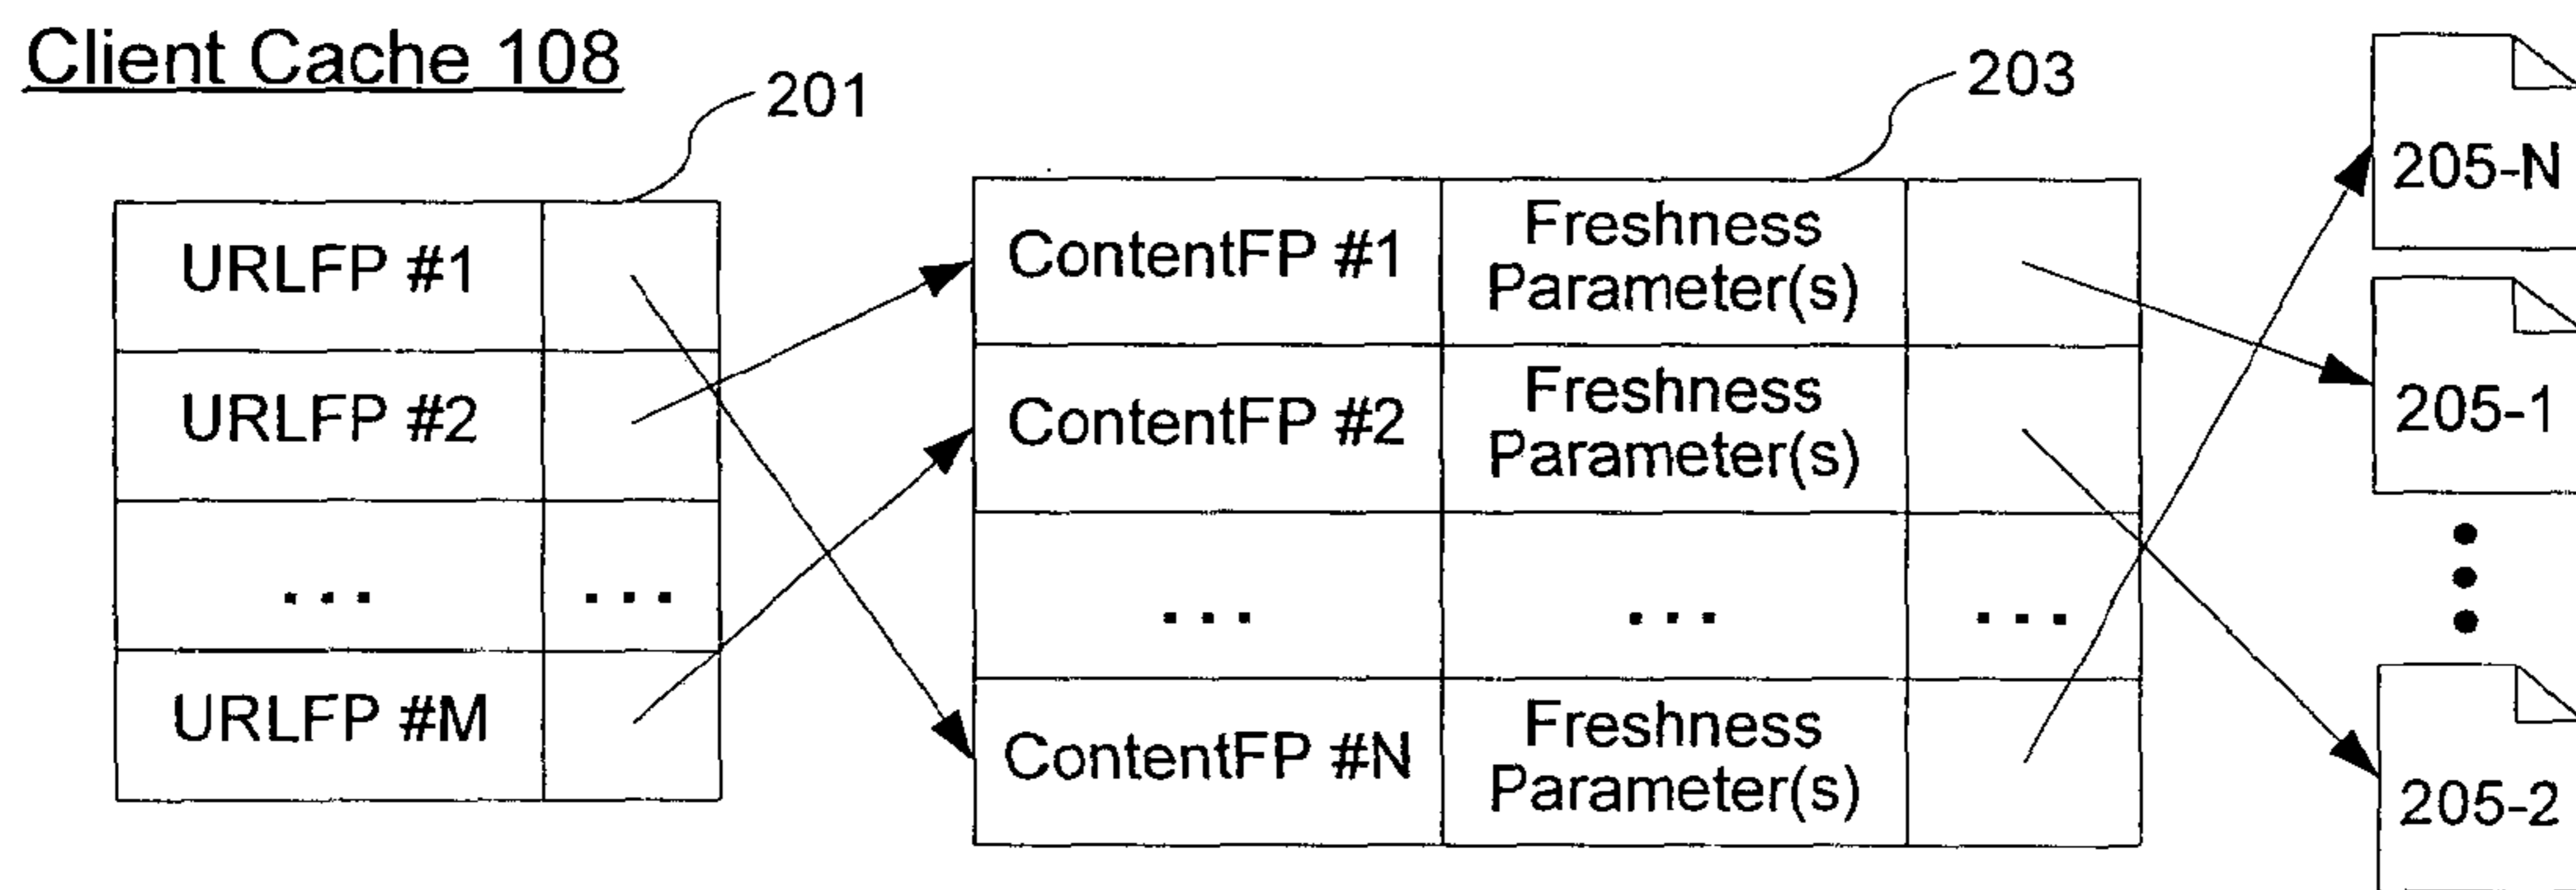 Client Cache 108
201
203
URLFP #1
URLFP #2
... ...
URLFP #M
ContentFP #1
Freshness
Parameter(s)
ContentFP #2
Freshness
Parameter(s)
... ... ...
ContentFP #N
Freshness
Parameter(s)
205-N
205-1
205-2